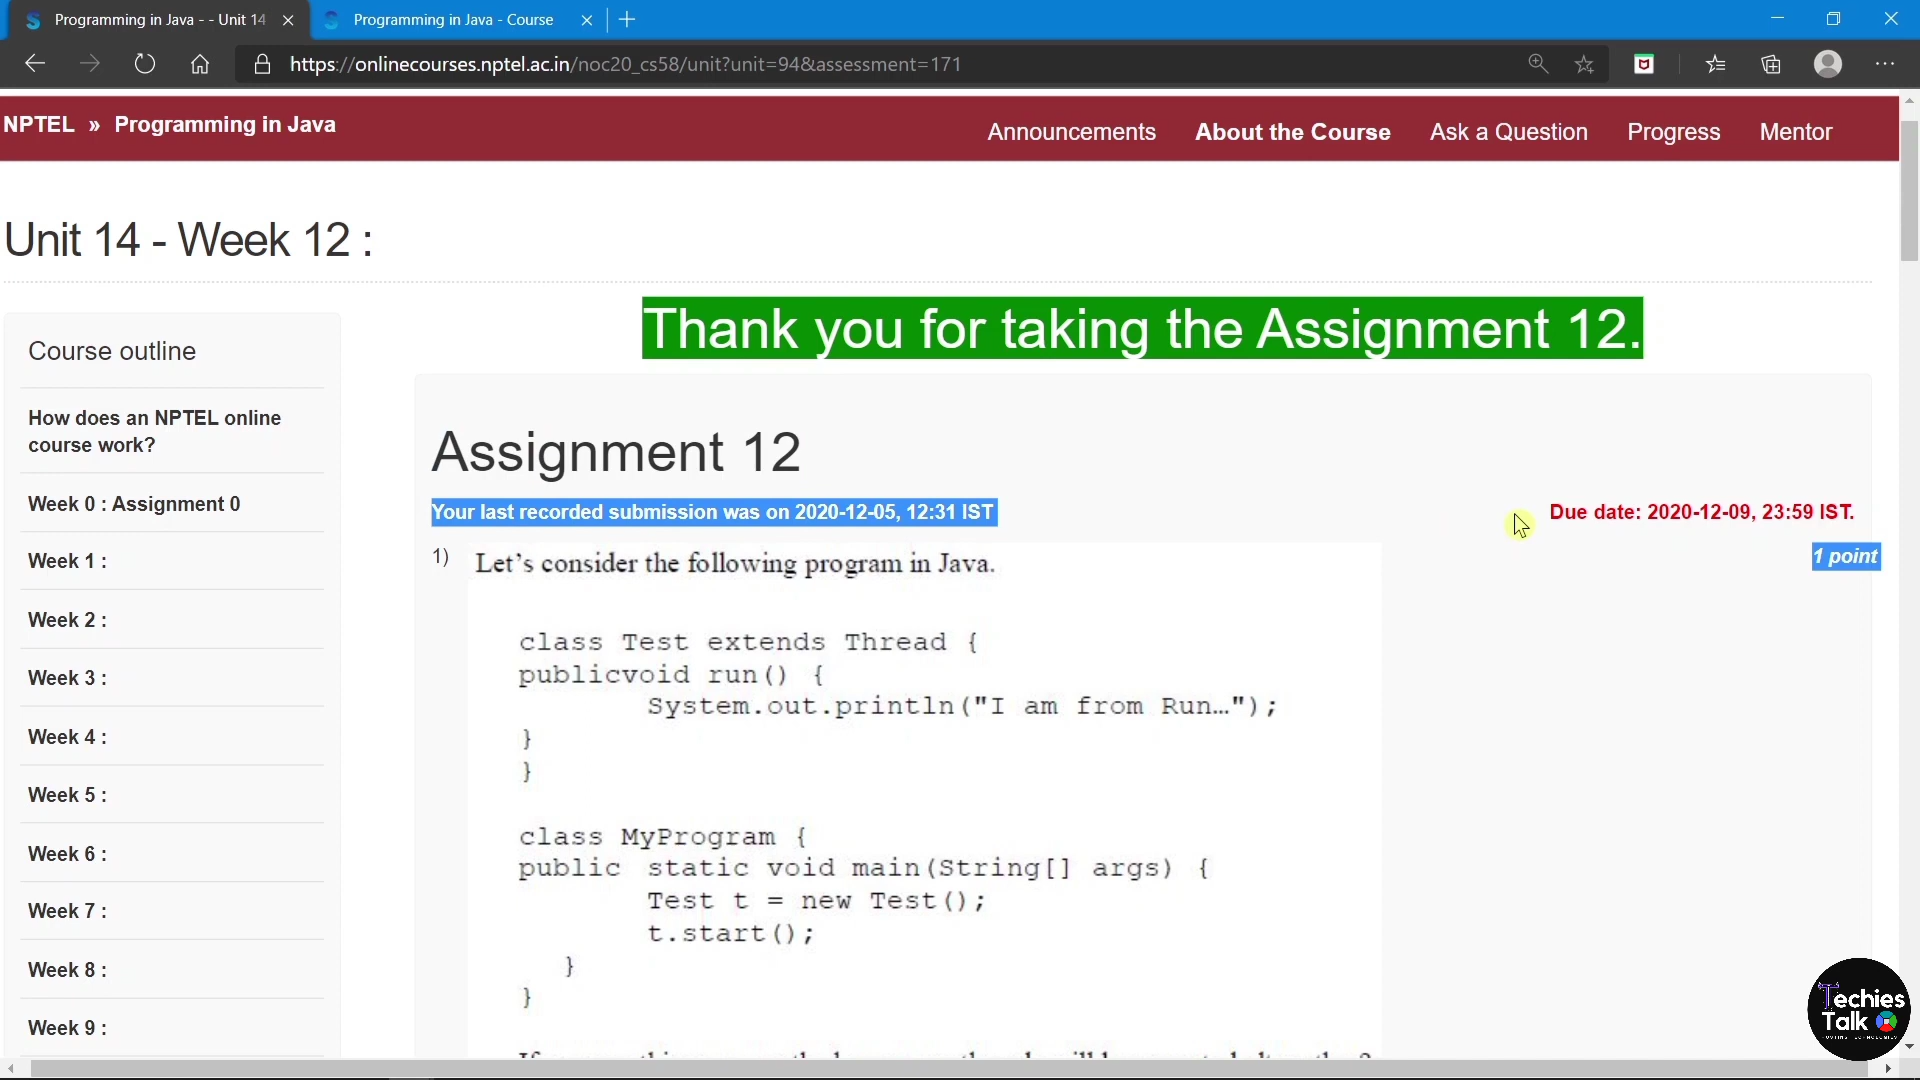 Programming in Java - - Unit 14
Programming in Java - Course
https://onlinecourses.nptel.ac.in/noc20_cs58/unit?unit=94&assessment=171
NPTEL » Programming in Java
Announcements About the Course Ask a Question Progress Mentor
Unit 14 - Week 12 :
Thank you for taking the Assignment 12.
Course outline
How does an NPTEL online
course work?
Week 0 : Assignment 0
Week 1 :
Week 2 :
Week 3 :
Week 4 :
Week 5 :
Week 6 :
Week 7 :
Week 8 :
Week 9 :
Assignment 12
Your last recorded submission was on 2020-12-05, 12:31 IST
Due date: 2020-12-09, 23:59 IST.
1) Let’s consider the following program in Java.
1 point
class Test extends Thread {
publicvoid run() {
System.out.println("I am from Run…");
}
}
class MyProgram {
public static void main(String[] args) {
Test t = new Test();
t.start();
}
}
Techies
Talk